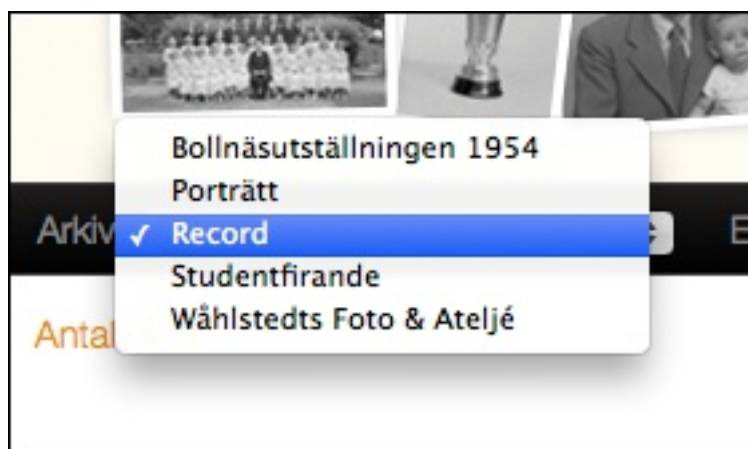 Bollnäsutställningen 1954
Porträtt
Arkiv ✓ Record E
Studentfirande
Wåhlstedts Foto & Ateljé
Antal